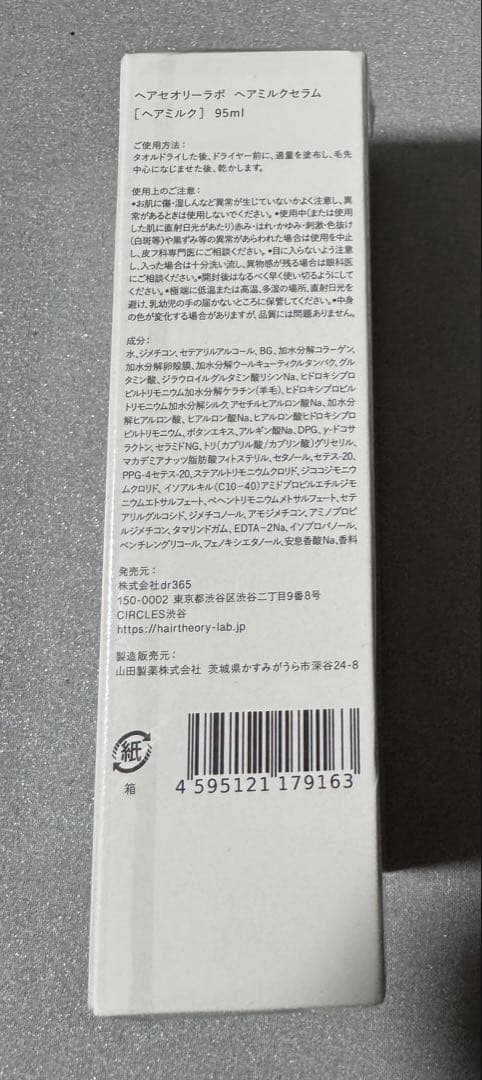 ヘアセオリーラボ ヘアミルクセラム
[ヘアミルク] 95ml
ご使用方法：
タオルドライした後、ドライヤー前に、適量を塗布し、毛先
中心になじませた後、乾かします。
使用上のご注意：
•お肌に傷・湿しんなど異常が生じていないかよく注意し、異
常があるときは使用しないでください。•使用中(または使用
した肌に直射日光があたり)赤み・はれ・かゆみ・刺激・色抜け
(白斑等)や黒ずみ等の異常があらわれた場合は使用を中止
し、皮フ科専門医にご相談ください。•目に入らないよう注意
し、入った場合は十分洗い流し、異物感が残る場合は眼科医
にご相談ください。•開封後はなるべく早く使い切るようにして
ください。•極端に低温または高温、多湿の場所、直射日光を
避け、乳幼児の手の届かないところに保管してください。•中身
の色が変化する場合がありますが、品質には問題ありません。
成分：
水、ジメチコン、セテアリルアルコール、BG、加水分解コラーゲン、
加水分解卵殻膜、加水分解ウールキューティクルタンパク、グル
タミン酸、ジラウロイルグルタミン酸リシンNa、ヒドロキシプロ
ピルトリモニウム加水分解ケラチン(羊毛)、ヒドロキシプロピル
トリモニウム加水分解シルク、アセチルヒアルロン酸Na、加水分
解ヒアルロン酸、ヒアルロン酸Na、ヒアルロン酸ヒドロキシプロ
ピルトリモニウム、ボタンエキス、アルギン酸Na、DPG、γ-ドコサ
ラクトン、セラミドNG、トリ(カプリル酸/カプリン酸)グリセリル、
マカデミアナッツ脂肪酸フィトステリル、セタノール、セテス-20、
PPG-4セテス-20、ステアルトリモニウムクロリド、ジココジモニウ
ムクロリド、イソアルキル(C10-40)アミドプロピルエチルジモ
ニウムエトサルフェート、ベヘントリモニウムメトサルフェート、セテ
アリルグルコシド、ジメチコノール、アモジメチコン、アミノプロピ
ルジメチコン、タマリンドガム、EDTA-2Na、イソプロパノール、
ペンチレングリコール、フェノキシエタノール、安息香酸Na、香料
発売元：
株式会社dr365
150-0002 東京都渋谷区渋谷二丁目9番8号
CIRCLES渋谷
https://hairtheory-lab.jp
製造販売元：
山田製薬株式会社 茨城県かすみがうら市深谷24-8
紙
箱
4 595121 179163